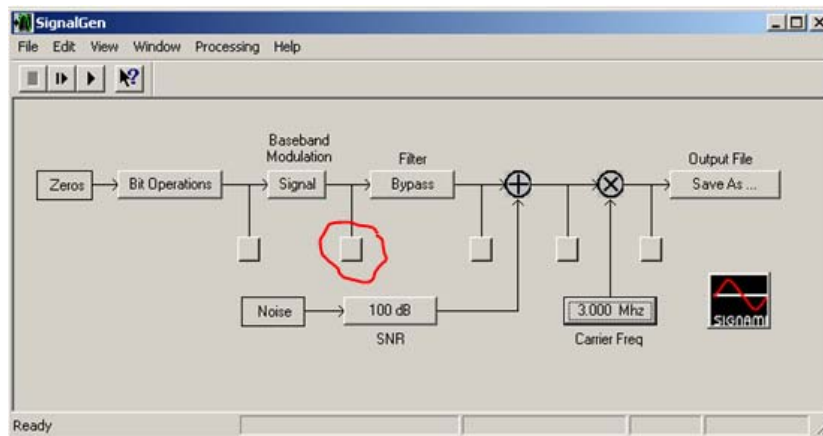 SignalGen
File Edit View Window Processing Help
Baseband
Modulation
Filter
Output File
Zeros
Bit Operations
Signal
Bypass
Save As ...
Noise
100 dB
3.000 Mhz
SIGNAMI
SNR
Carrier Freq
Ready